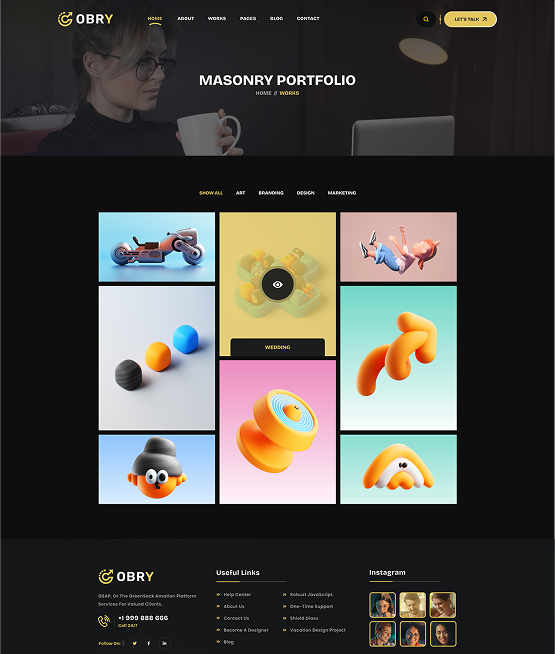 OBRY
HOME ABOUT WORKS PAGES BLOG CONTACT
LET'S TALK
MASONRY PORTFOLIO
HOME // WORKS
SHOW ALL ART BRANDING DESIGN MARKETING
WEDDING
OBRY
GSAP, Or The GreenSock Amation Platform
Services For Valued Clients.
+1 999 888 666
Call 24/7
Follow On:
Useful Links
Help Center
About Us
Contact Us
Become A Designer
Blog
Robust JavaScript.
One-Time Support
Shield Glass
Vacation Design Project
Instagram